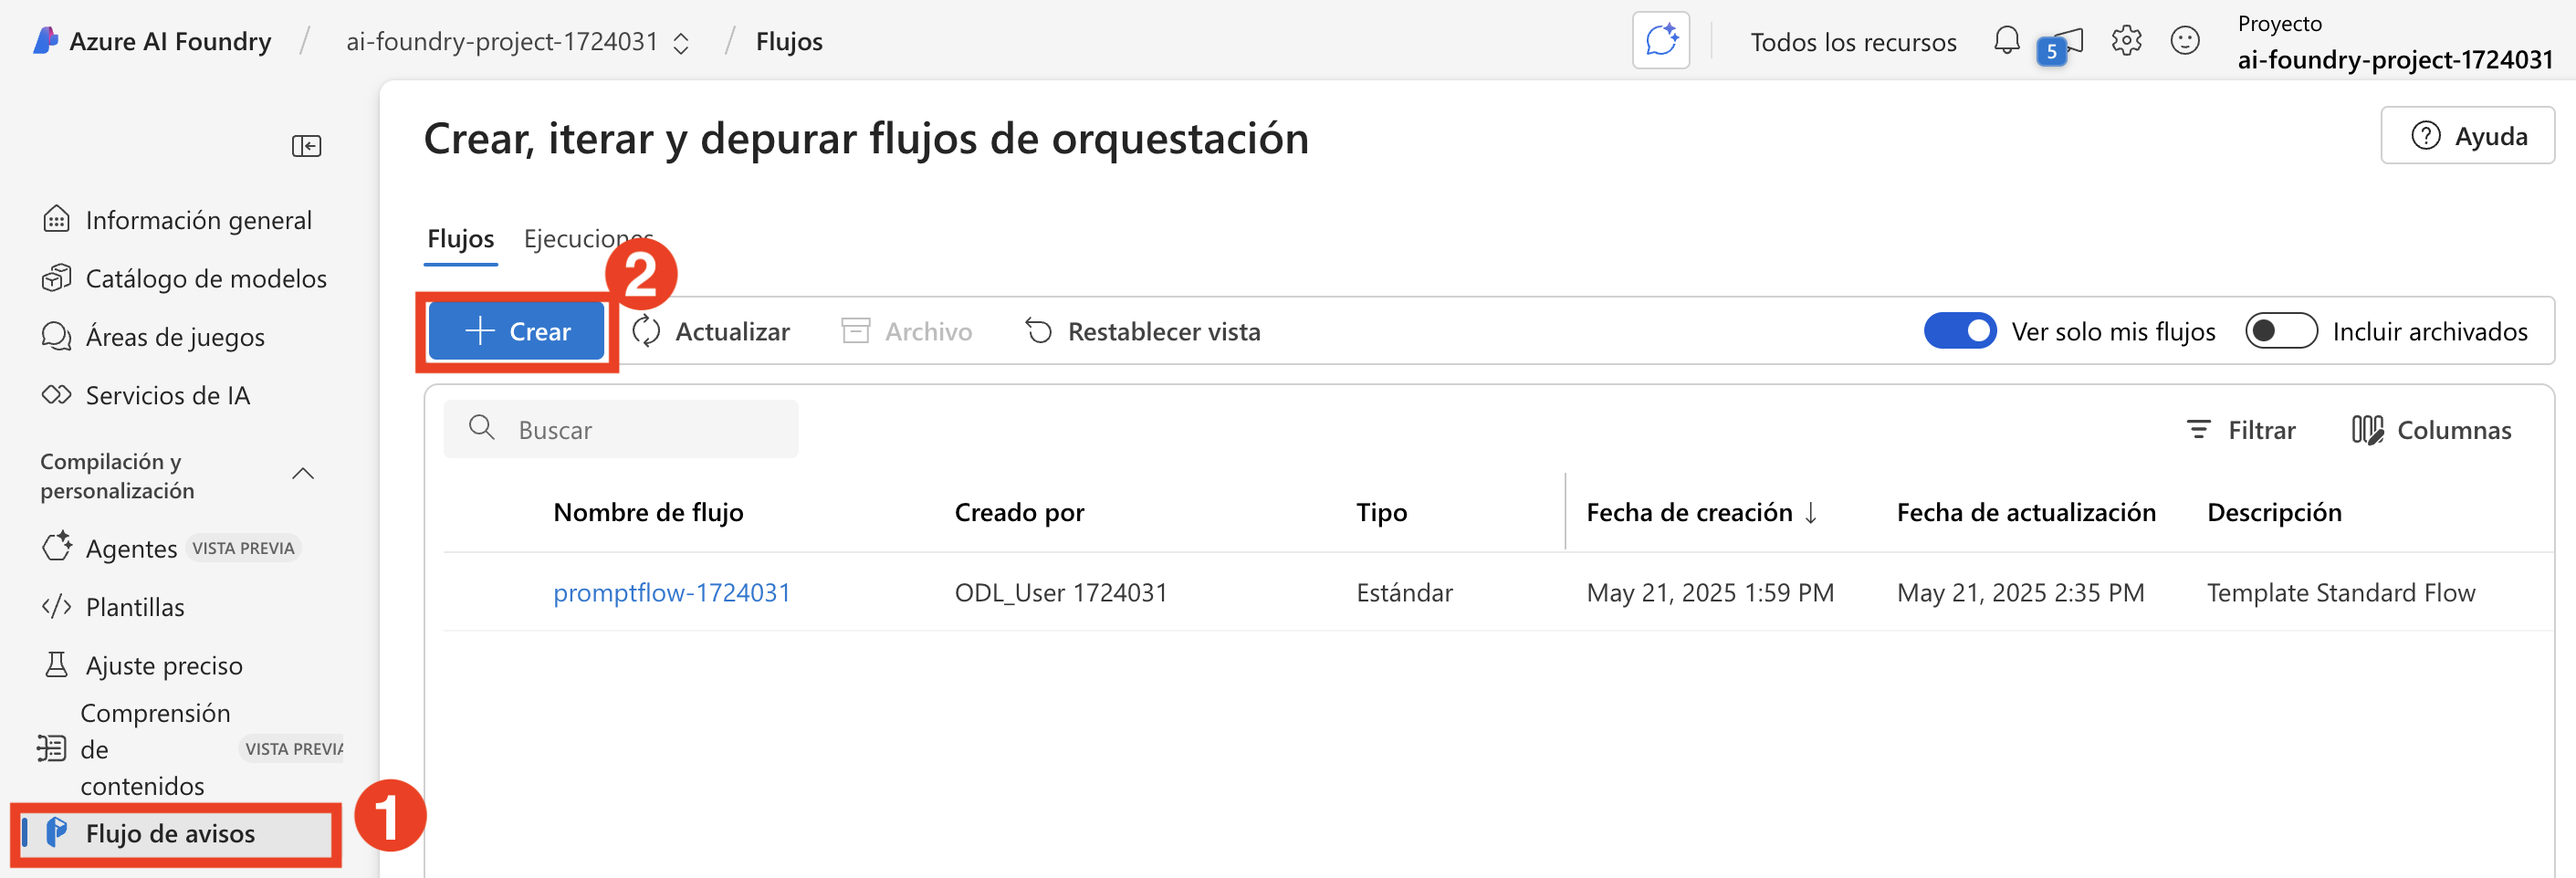 Azure AI Foundry / ai-foundry-project-1724031 / Flujos
Todos los recursos
5
Proyecto
ai-foundry-project-1724031
Crear, iterar y depurar flujos de orquestación
Ayuda
Información general
Catálogo de modelos
Áreas de juegos
Servicios de IA
Compilación y
personalización
Agentes VISTA PREVIA
Plantillas
Ajuste preciso
Comprensión
de
contenidos
VISTA PREVIA
Flujo de avisos
1
Flujos Ejecuciones
2
Crear Actualizar Archivo Restablecer vista Ver solo mis flujos Incluir archivados
Buscar Filtrar Columnas
Nombre de flujo Creado por Tipo Fecha de creación ↓ Fecha de actualización Descripción
promptflow-1724031 ODL_User 1724031 Estándar May 21, 2025 1:59 PM May 21, 2025 2:35 PM Template Standard Flow